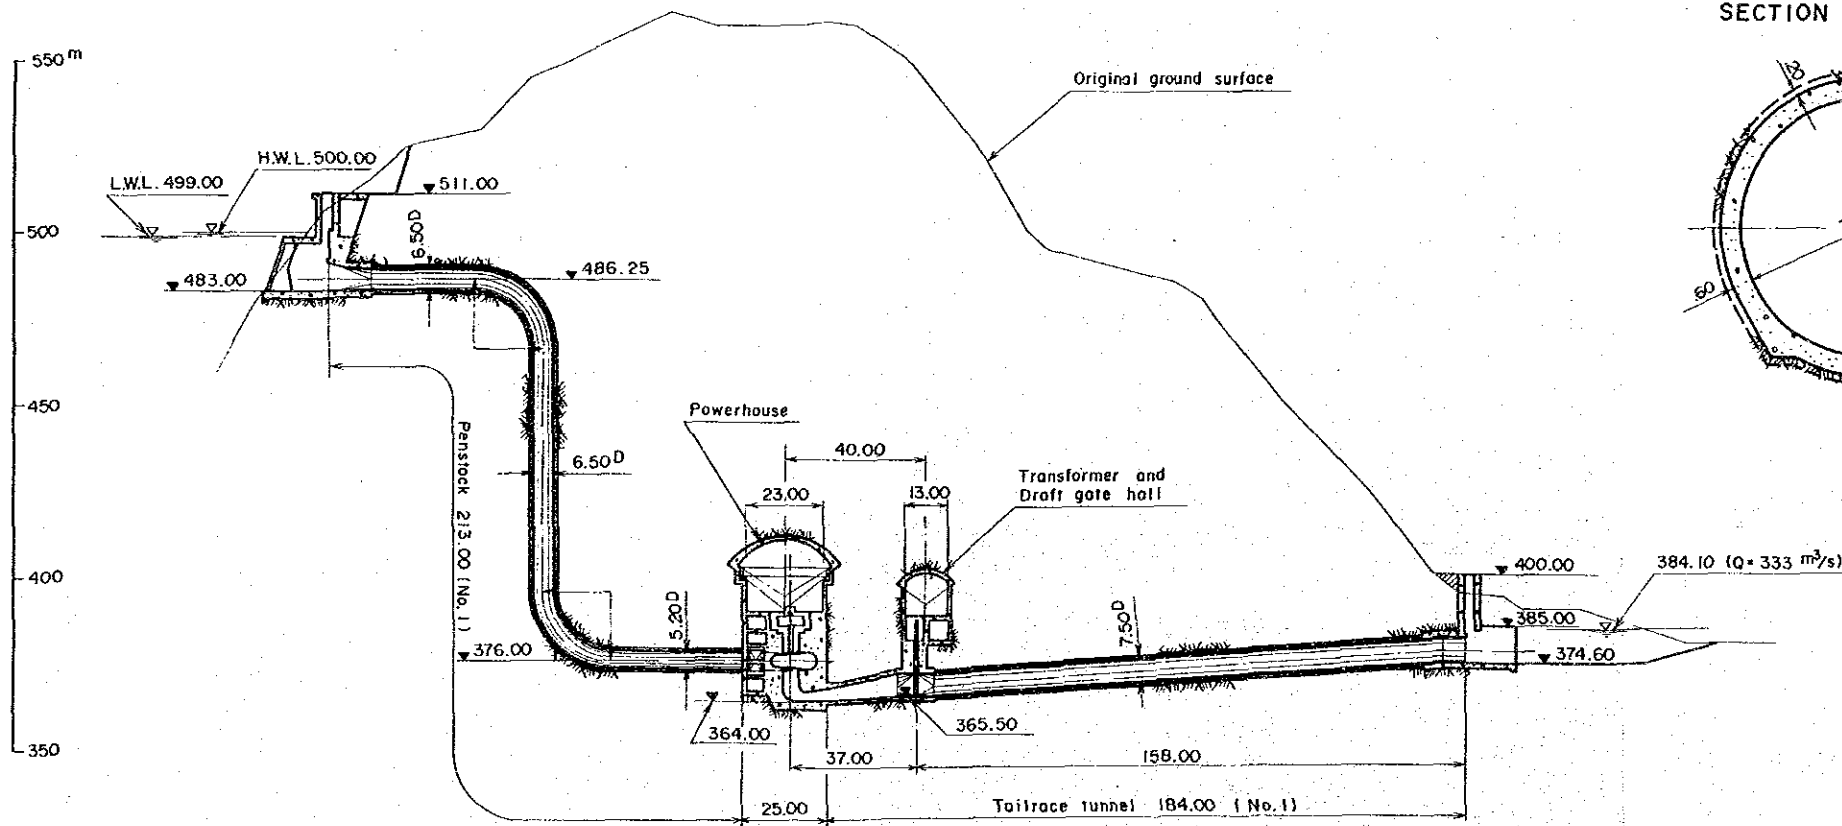 SECTION
550 m
Original ground surface
20
H.W.L. 500.00
L.W.L. 499.00
511.00
500
6.50D
486.25
483.00
60
450
Powerhouse
40.00
6.50D
Transformer and
Draft gate hall
23.00
13.00
Penstock 213.00 (No. 1)
400
400.00
384.10 (Q= 333 m³/s)
5.20D
7.50D
385.00
376.00
374.60
365.50
364.00
350
37.00
158.00
25.00
Tailrace tunnel 184.00 (No. 1)